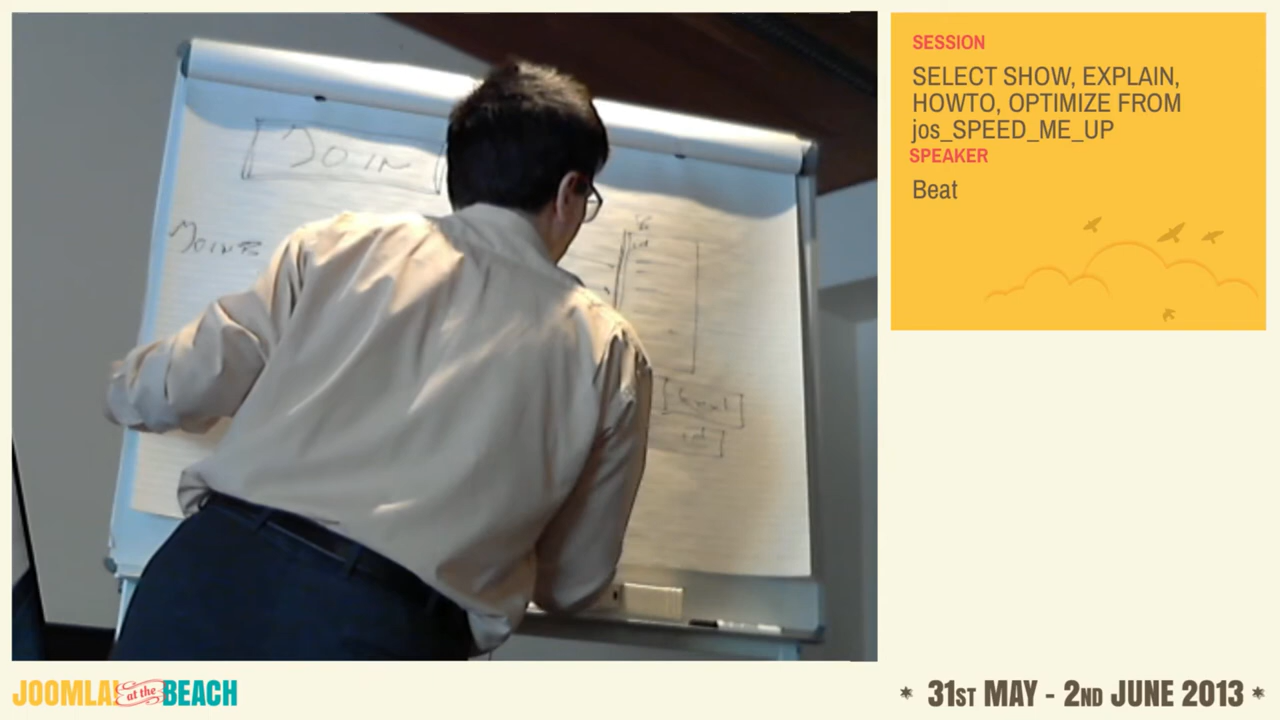 JOIN
JOINS
SESSION
SELECT SHOW, EXPLAIN,
HOWTO, OPTIMIZE FROM
jos_SPEED_ME_UP
SPEAKER
Beat
JOOMLA! at the BEACH
* 31ST MAY - 2ND JUNE 2013 *